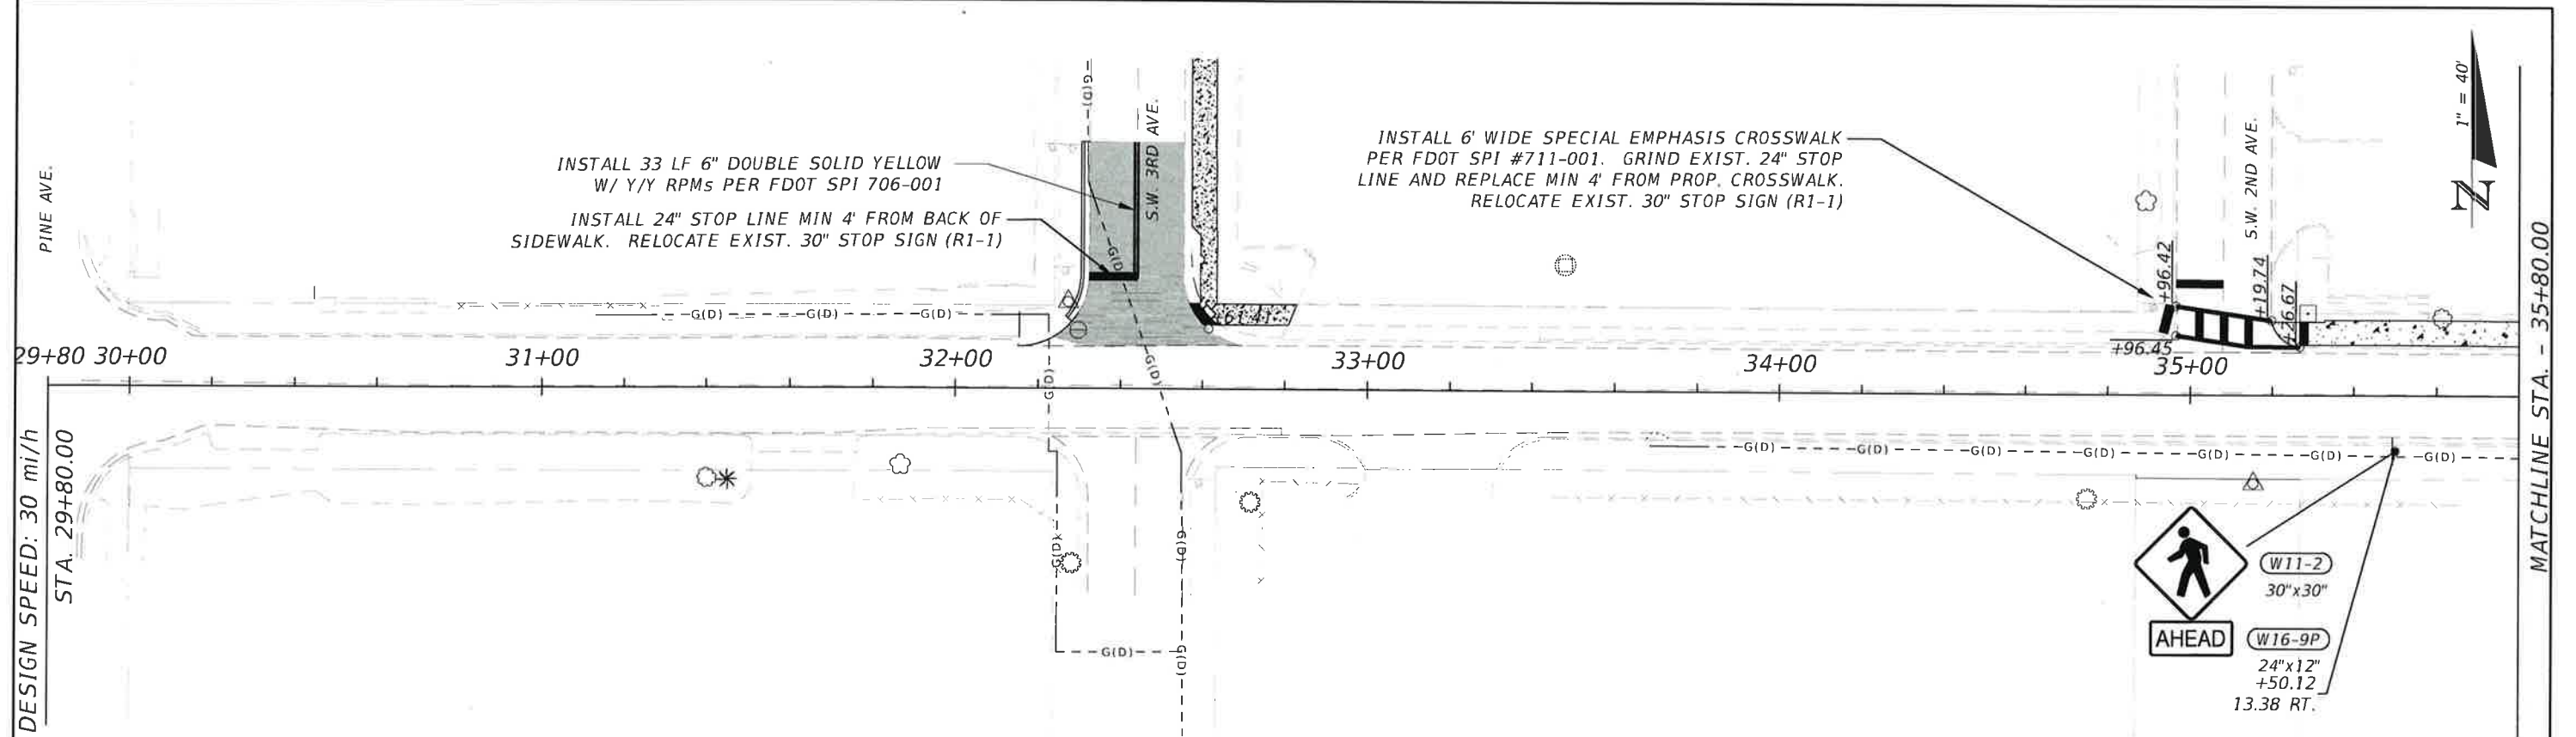 PINE AVE.
INSTALL 33 LF 6" DOUBLE SOLID YELLOW
W/ Y/Y RPMs PER FDOT SPI 706-001
INSTALL 24" STOP LINE MIN 4' FROM BACK OF
SIDEWALK. RELOCATE EXIST. 30" STOP SIGN (R1-1)
G(D)
G(D)
S.W. 3RD AVE.
INSTALL 6' WIDE SPECIAL EMPHASIS CROSSWALK
PER FDOT SPI #711-001. GRIND EXIST. 24" STOP
LINE AND REPLACE MIN 4' FROM PROP. CROSSWALK.
RELOCATE EXIST. 30" STOP SIGN (R1-1)
S.W. 2ND AVE.
1" = 40'
N
+96.42
+19.74
+26.67
+96.45
+61.41
G(D) G(D) G(D)
G(D)
G(D)
29+80 30+00 31+00 32+00 33+00 34+00 35+00
DESIGN SPEED: 30 mi/h
STA. 29+80.00
MATCHLINE STA. - 35+80.00
G(D) G(D) G(D) G(D) G(D) G(D) G(D)
G(D)
G(D)
G(D)
G(D)
W11-2
30"x30"
AHEAD
W16-9P
24"x12"
+50.12
13.38 RT.